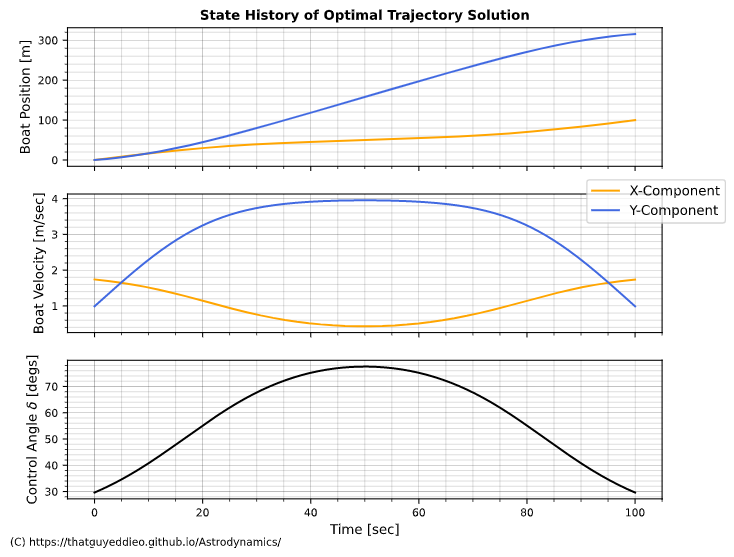 State History of Optimal Trajectory Solution
Boat Position [m]
300
200
100
0
X-Component
Y-Component
Boat Velocity [m/sec]
4
3
2
1
Control Angle δ [degs]
70
60
50
40
30
0 20 40 60 80 100
Time [sec]
(C) https://thatguyeddieo.github.io/Astrodynamics/